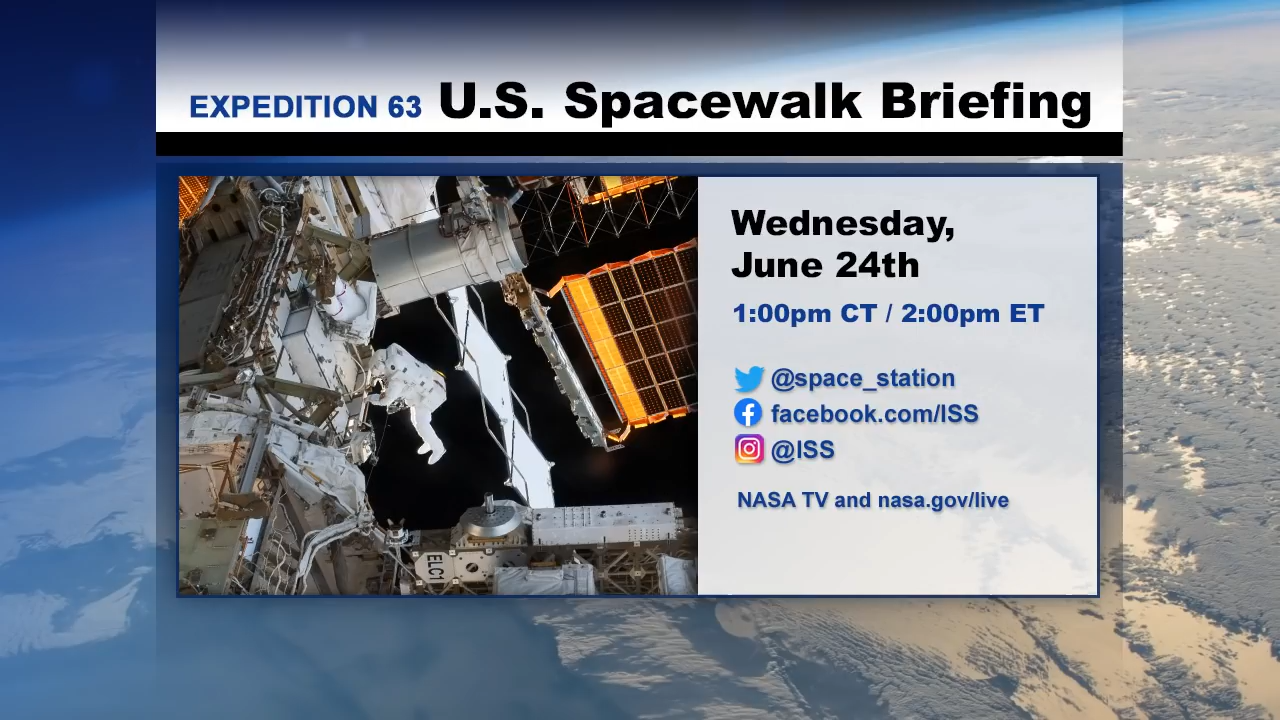 EXPEDITION 63 U.S. Spacewalk Briefing
Wednesday,
June 24th
1:00pm CT / 2:00pm ET
@space_station
facebook.com/ISS
@ISS
NASA TV and nasa.gov/live
ELC1